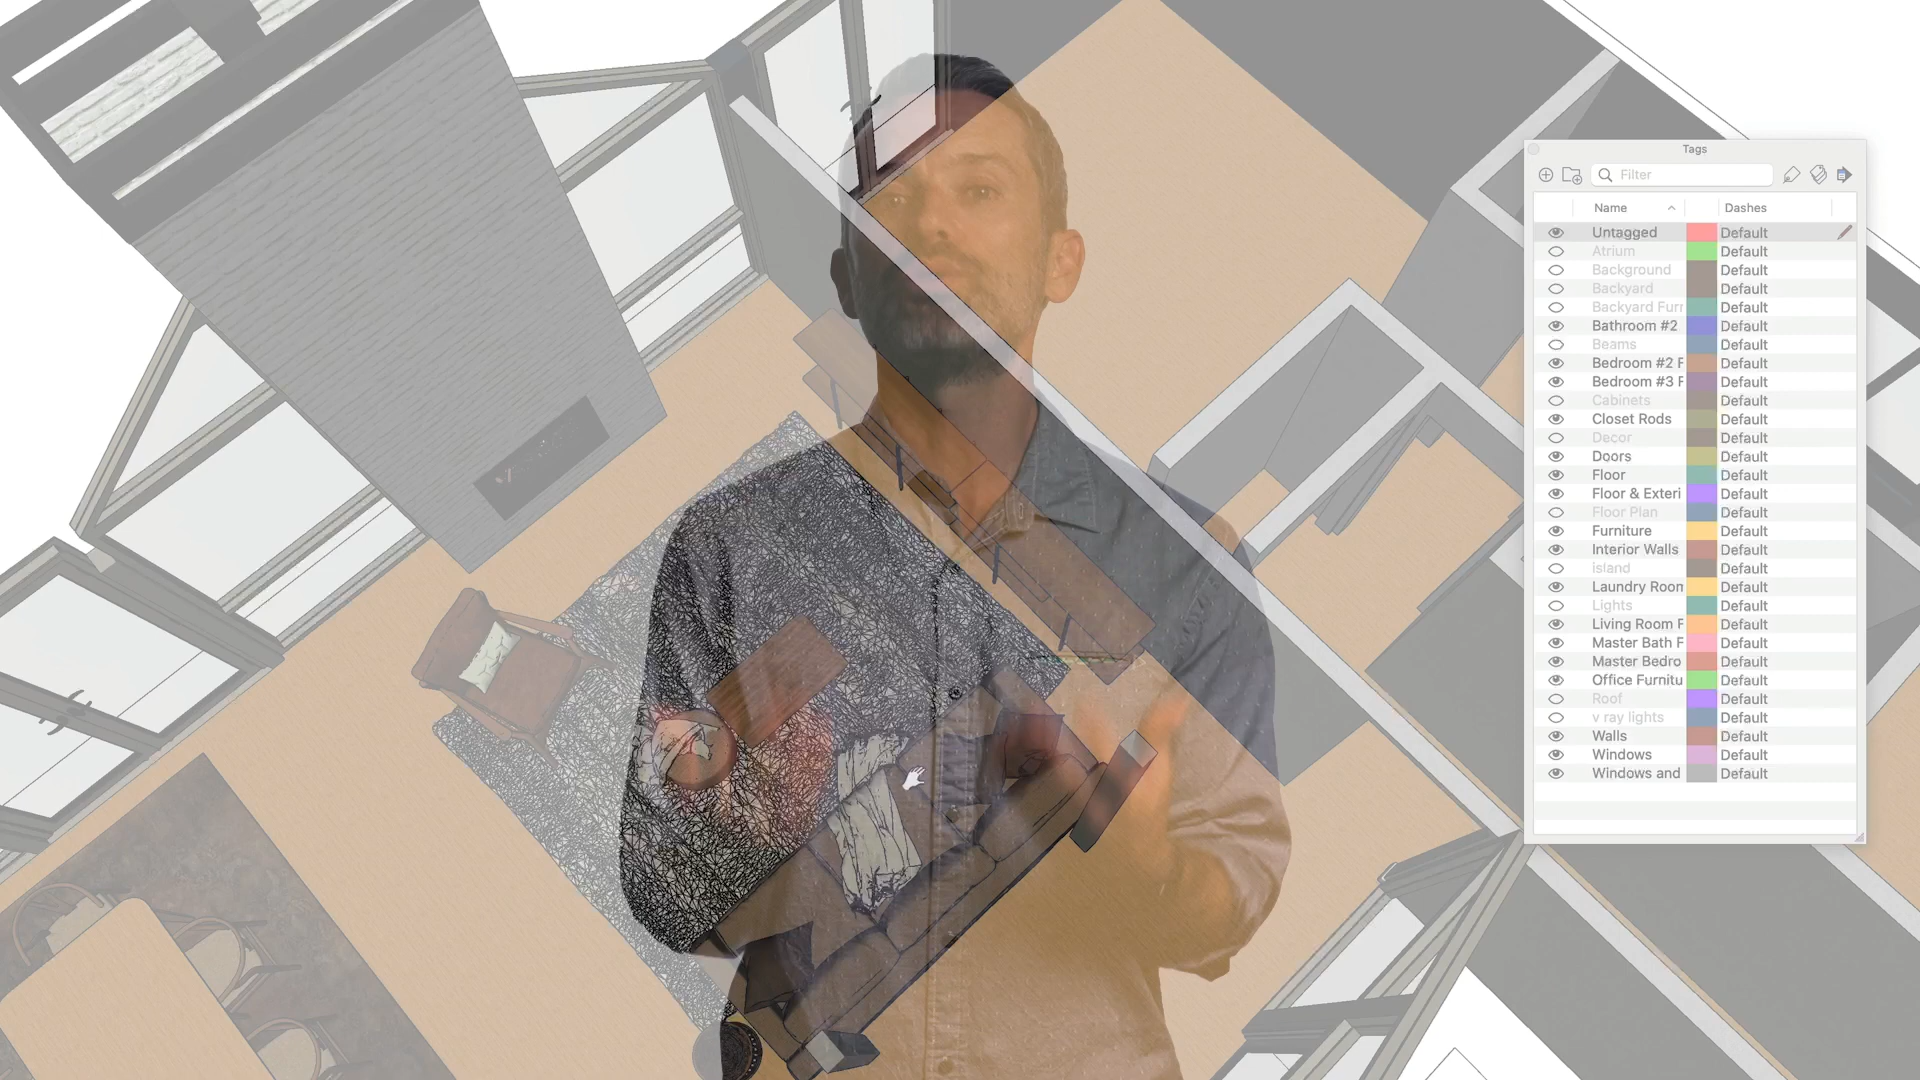 Tags
Filter
Name Dashes
Untagged Default
Atrium Default
Background Default
Backyard Default
Backyard Furr Default
Bathroom #2 Default
Beams Default
Bedroom #2 F Default
Bedroom #3 F Default
Cabinets Default
Closet Rods Default
Decor Default
Doors Default
Floor Default
Floor & Exteri Default
Floor Plan Default
Furniture Default
Interior Walls Default
island Default
Laundry Roon Default
Lights Default
Living Room F Default
Master Bath F Default
Master Bedro Default
Office Furnitu Default
Roof Default
v ray lights Default
Walls Default
Windows Default
Windows and Default